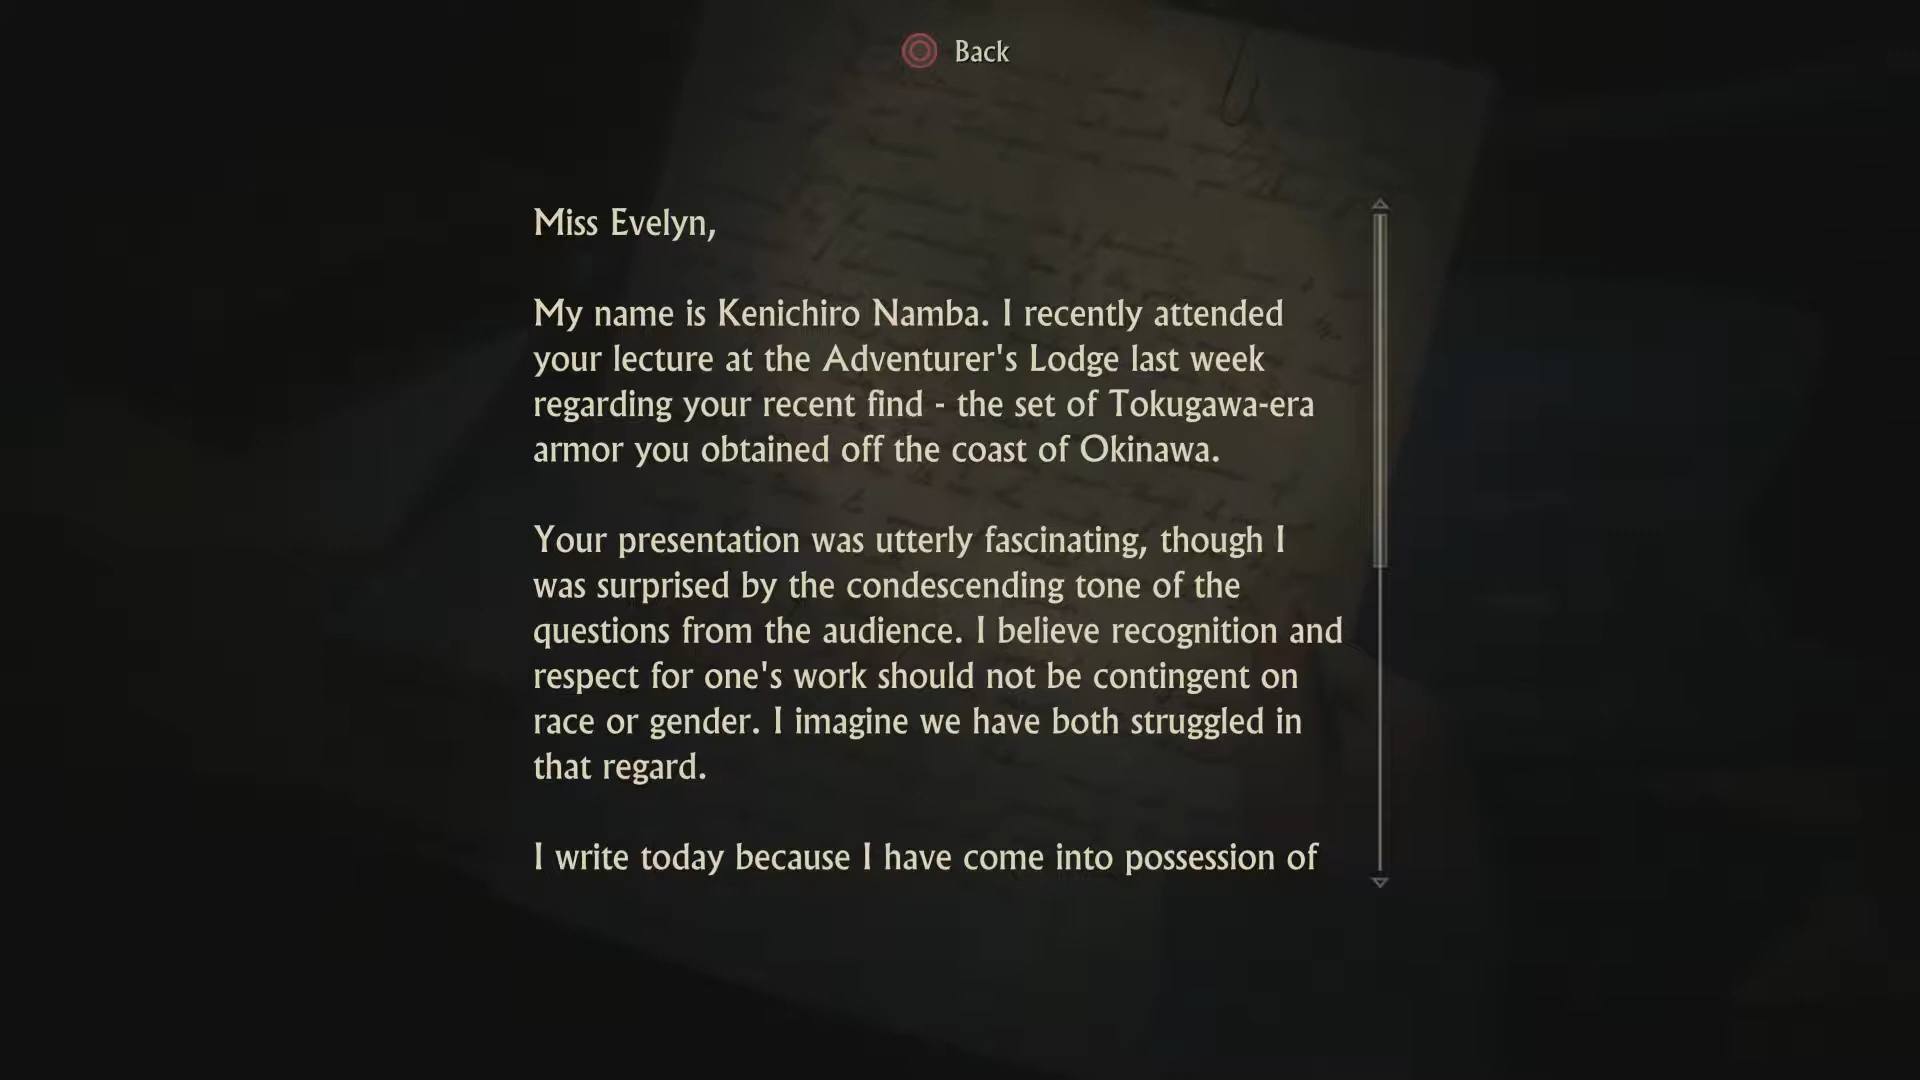 Back
Miss Evelyn,
My name is Kenichiro Namba. I recently attended
your lecture at the Adventurer's Lodge last week
regarding your recent find - the set of Tokugawa-era
armor you obtained off the coast of Okinawa.
Your presentation was utterly fascinating, though I
was surprised by the condescending tone of the
questions from the audience. I believe recognition and
respect for one's work should not be contingent on
race or gender. I imagine we have both struggled in
that regard.
I write today because I have come into possession of